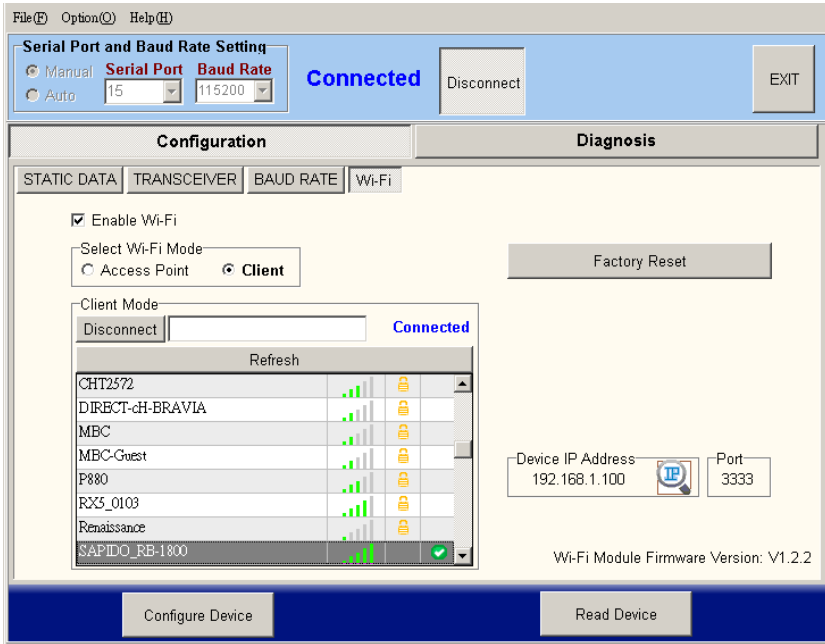 File(F) Option(O) Help(H)
Serial Port and Baud Rate Setting
Manual Serial Port Baud Rate
Auto 15 115200
Connected
Disconnect
EXIT
Configuration
Diagnosis
STATIC DATA TRANSCEIVER BAUD RATE Wi-Fi
Enable Wi-Fi
Select Wi-Fi Mode
Access Point Client
Factory Reset
Client Mode
Disconnect Connected
Refresh
CHT2572
DIRECT-cH-BRAVIA
MBC
MBC-Guest
P880
RX5_0103
Renaissance
SAPIDO_RB-1800
Device IP Address
192.168.1.100
IP
Port
3333
Wi-Fi Module Firmware Version: V1.2.2
Configure Device
Read Device